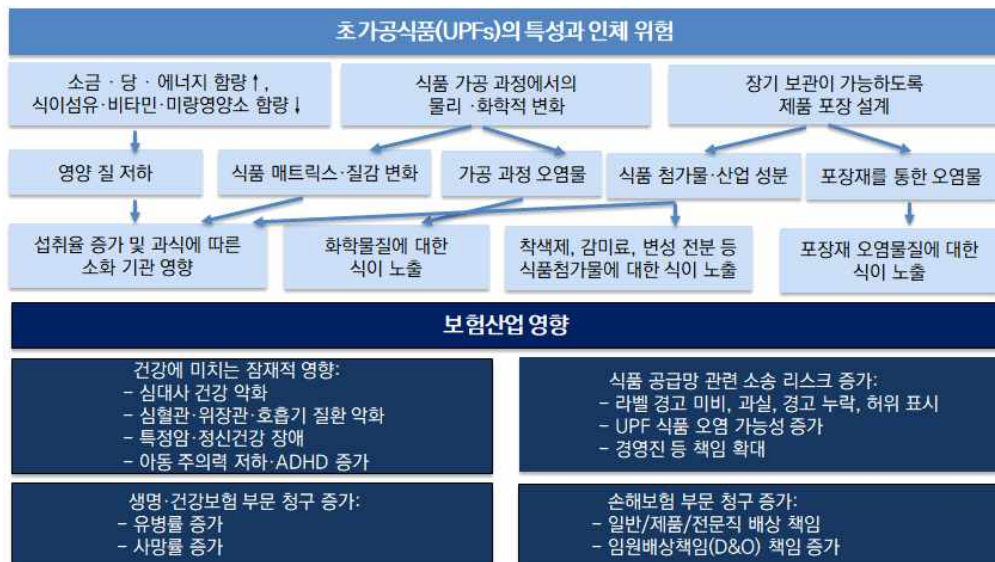 초가공식품(UPFs)의 특성과 인체 위험
소금 · 당 · 에너지 함량↑,
식이섬유·비타민·미량영양소 함량↓
식품 가공 과정에서의
물리 ·화학적 변화
장기 보관이 가능하도록
제품 포장 설계
영양 질 저하
식품 매트릭스·질감 변화
가공 과정 오염물
식품 첨가물·산업 성분
포장재를 통한 오염물
섭취율 증가 및 과식에 따른
소화 기관 영향
화학물질에 대한
식이 노출
착색제, 감미료, 변성 전분 등
식품첨가물에 대한 식이 노출
포장재 오염물질에 대한
식이 노출
보험산업 영향
건강에 미치는 잠재적 영향:
– 심대사 건강 악화
– 심혈관·위장관·호흡기 질환 악화
– 특정암·정신건강 장애
– 아동 주의력 저하·ADHD 증가
식품 공급망 관련 소송 리스크 증가:
– 라벨 경고 미비, 과실, 경고 누락, 허위 표시
– UPF 식품 오염 가능성 증가
– 경영진 등 책임 확대
생명·건강보험 부문 청구 증가:
– 유병률 증가
– 사망률 증가
손해보험 부문 청구 증가:
– 일반/제품/전문직 배상 책임
– 임원배상책임(D&O) 책임 증가